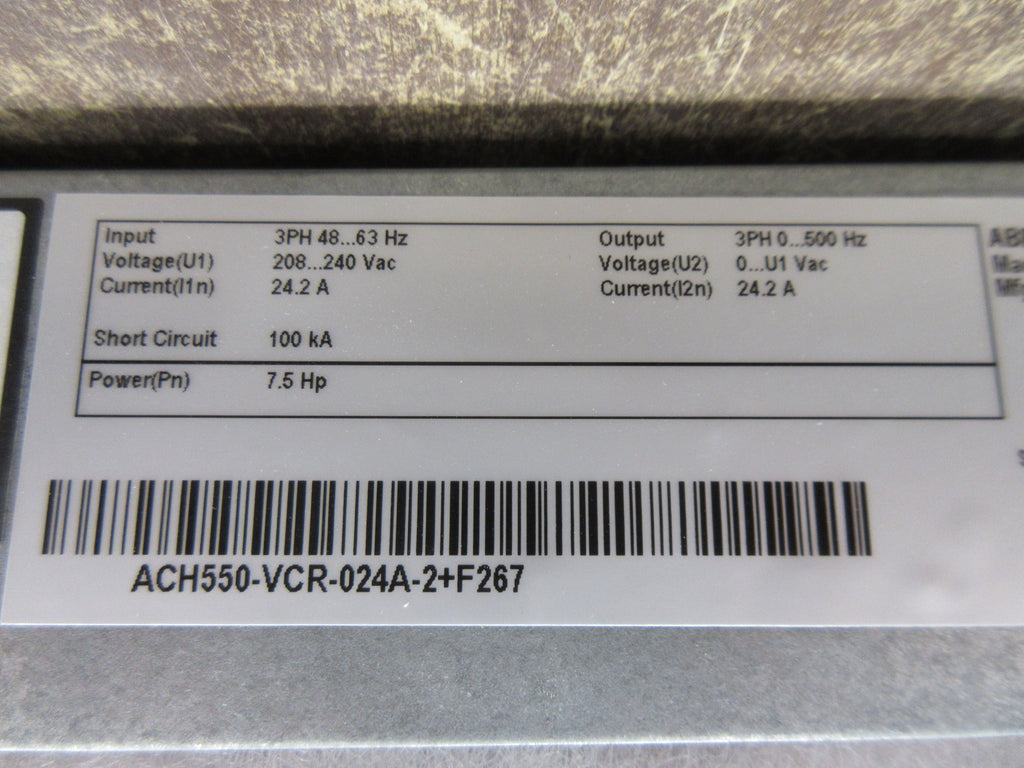 Input 3PH 48...63 Hz Output 3PH 0...500 Hz
Voltage(U1) 208...240 Vac Voltage(U2) 0...U1 Vac
Current(I1n) 24.2 A Current(I2n) 24.2 A
Short Circuit 100 kA
Power(Pn) 7.5 Hp
ACH550-VCR-024A-2+F267